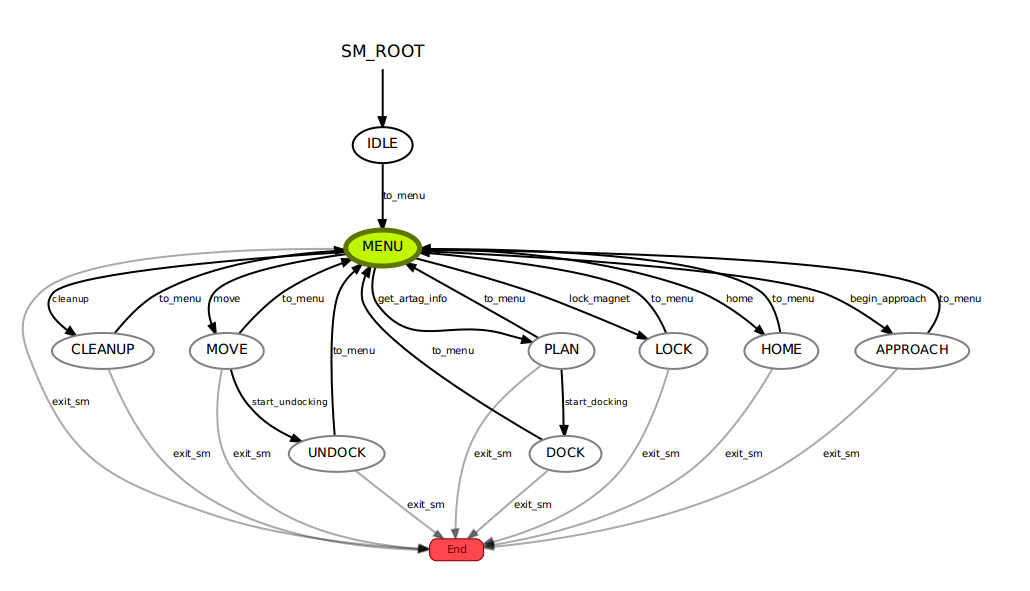 SM_ROOT
IDLE
to_menu
MENU
cleanup
to_menu
move
to_menu
get_artag_info
to_menu
lock_magnet
to_menu
home
to_menu
begin_approach
to_menu
CLEANUP
MOVE
to_menu
to_menu
PLAN
LOCK
HOME
APPROACH
exit_sm
start_undocking
start_docking
exit_sm
exit_sm
UNDOCK
exit_sm
DOCK
exit_sm
exit_sm
exit_sm
exit_sm
exit_sm
End